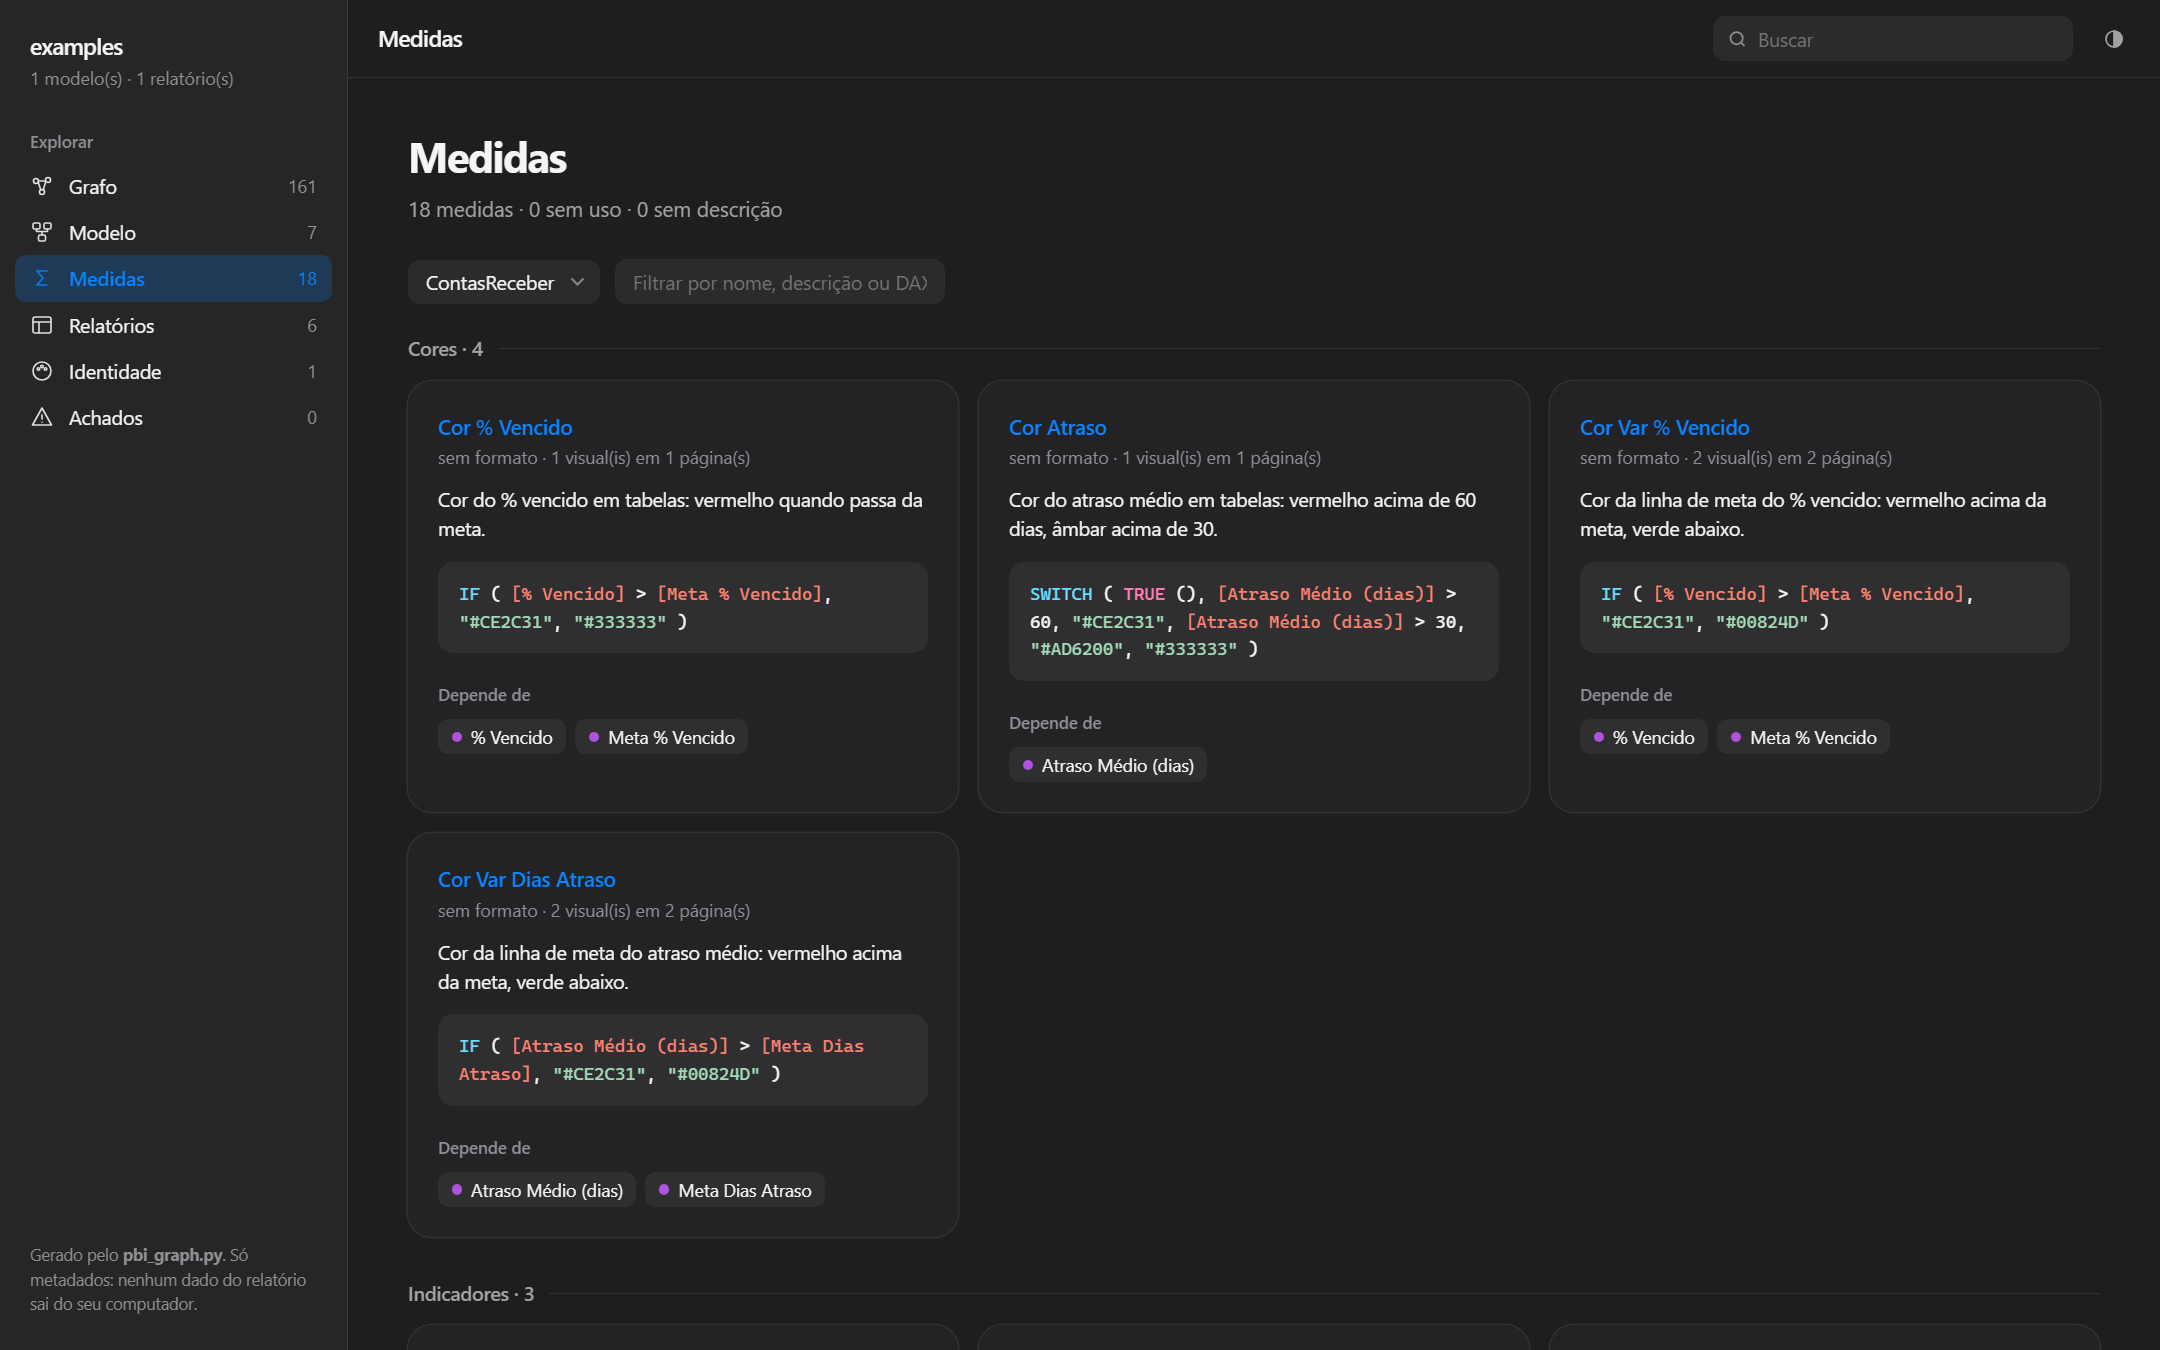 examples
1 modelo(s) · 1 relatório(s)
Explorar
Grafo 161
Modelo 7
Medidas 18
Relatórios 6
Identidade 1
Achados 0
Gerado pelo pbi_graph.py. Só
metadados: nenhum dado do relatório
sai do seu computador.
Medidas
Buscar
Medidas
18 medidas · 0 sem uso · 0 sem descrição
ContasReceber
Filtrar por nome, descrição ou DAX
Cores · 4
Cor % Vencido
sem formato · 1 visual(is) em 1 página(s)
Cor do % vencido em tabelas: vermelho quando passa da
meta.
IF ( [% Vencido] > [Meta % Vencido],
"#CE2C31", "#333333" )
Depende de
% Vencido
Meta % Vencido
Cor Atraso
sem formato · 1 visual(is) em 1 página(s)
Cor do atraso médio em tabelas: vermelho acima de 60
dias, âmbar acima de 30.
SWITCH ( TRUE (), [Atraso Médio (dias)] >
60, "#CE2C31", [Atraso Médio (dias)] > 30,
"#AD6200", "#333333" )
Depende de
Atraso Médio (dias)
Cor Var % Vencido
sem formato · 2 visual(is) em 2 página(s)
Cor da linha de meta do % vencido: vermelho acima da
meta, verde abaixo.
IF ( [% Vencido] > [Meta % Vencido],
"#CE2C31", "#00824D" )
Depende de
% Vencido
Meta % Vencido
Cor Var Dias Atraso
sem formato · 2 visual(is) em 2 página(s)
Cor da linha de meta do atraso médio: vermelho acima
da meta, verde abaixo.
IF ( [Atraso Médio (dias)] > [Meta Dias
Atraso], "#CE2C31", "#00824D" )
Depende de
Atraso Médio (dias)
Meta Dias Atraso
Indicadores · 3